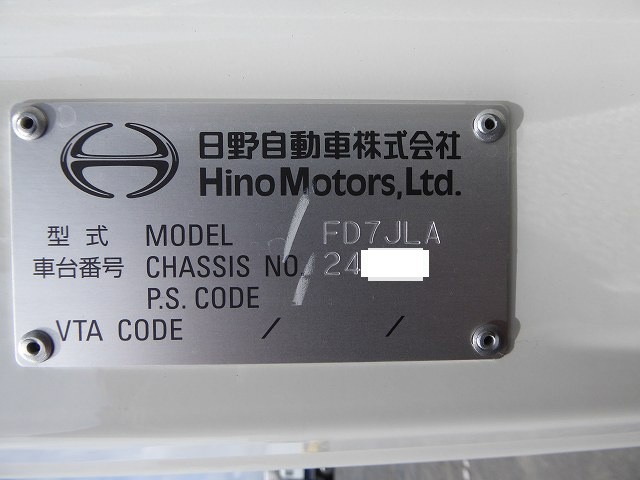 日野自動車株式会社
Hino Motors, Ltd.
型式 MODEL FD7JLA
車台番号 CHASSIS NO. 24
P.S. CODE
VTA CODE / /